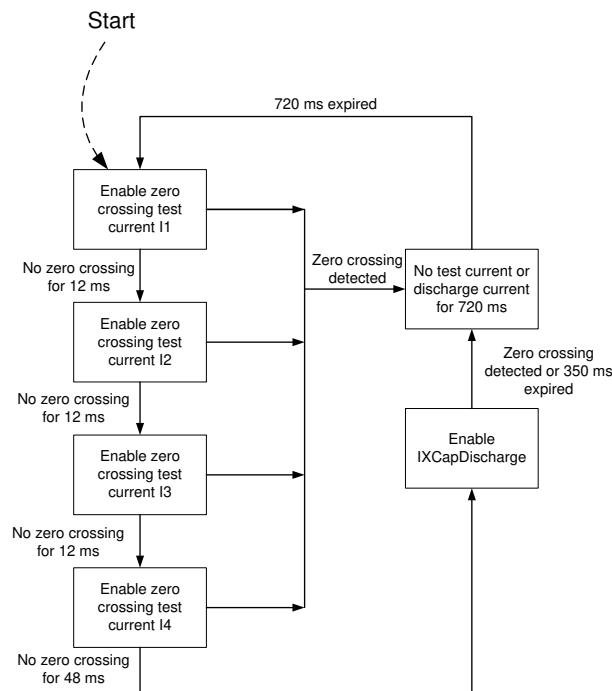 Start
720 ms expired
Enable zero
crossing test
current I1
No zero crossing
for 12 ms
Zero crossing
detected
No test current or
discharge current
for 720 ms
Enable zero
crossing test
current I2
Zero crossing
detected or 350 ms
expired
No zero crossing
for 12 ms
Enable zero
crossing test
current I3
Enable
IXCapDischarge
No zero crossing
for 12 ms
Enable zero
crossing test
current I4
No zero crossing
for 48 ms